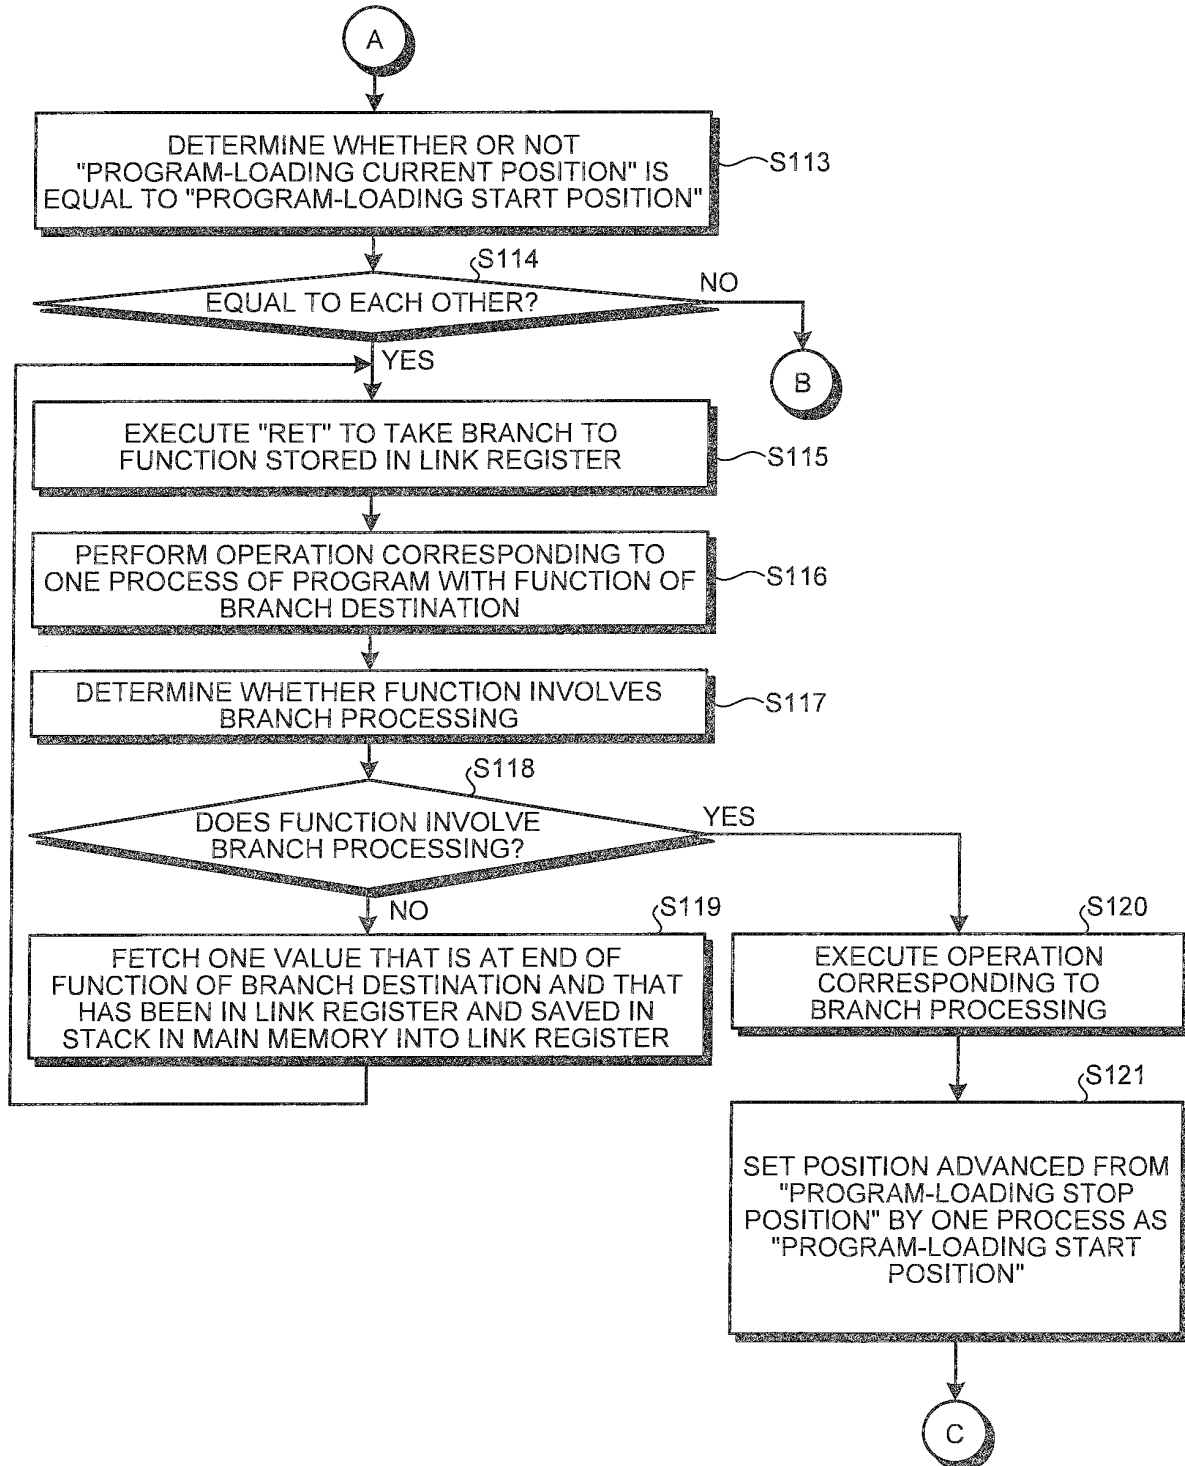 A
DETERMINE WHETHER OR NOT
"PROGRAM-LOADING CURRENT POSITION" IS
EQUAL TO "PROGRAM-LOADING START POSITION"
S113
S114
EQUAL TO EACH OTHER?
NO
YES
B
EXECUTE "RET" TO TAKE BRANCH TO
FUNCTION STORED IN LINK REGISTER
S115
PERFORM OPERATION CORRESPONDING TO
ONE PROCESS OF PROGRAM WITH FUNCTION OF
BRANCH DESTINATION
S116
DETERMINE WHETHER FUNCTION INVOLVES
BRANCH PROCESSING
S117
S118
DOES FUNCTION INVOLVE
BRANCH PROCESSING?
YES
NO
S119
FETCH ONE VALUE THAT IS AT END OF
FUNCTION OF BRANCH DESTINATION AND THAT
HAS BEEN IN LINK REGISTER AND SAVED IN
STACK IN MAIN MEMORY INTO LINK REGISTER
S120
EXECUTE OPERATION
CORRESPONDING TO
BRANCH PROCESSING
S121
SET POSITION ADVANCED FROM
"PROGRAM-LOADING STOP
POSITION" BY ONE PROCESS AS
"PROGRAM-LOADING START
POSITION"
C